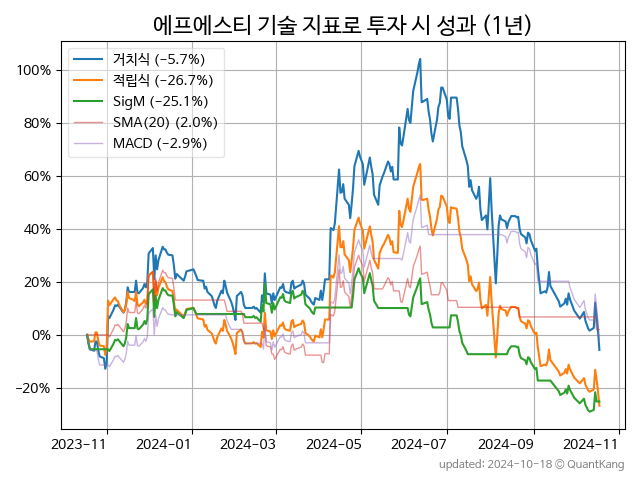 에프에스티 기술 지표로 투자 시 성과 (1년)
거치식 (−5.7%)
적립식 (−26.7%)
SigM (−25.1%)
SMA(20) (2.0%)
MACD (−2.9%)
100%
80%
60%
40%
20%
0%
−20%
2023-11 2024-01 2024-03 2024-05 2024-07 2024-09 2024-11
updated: 2024-10-18 © QuantKang